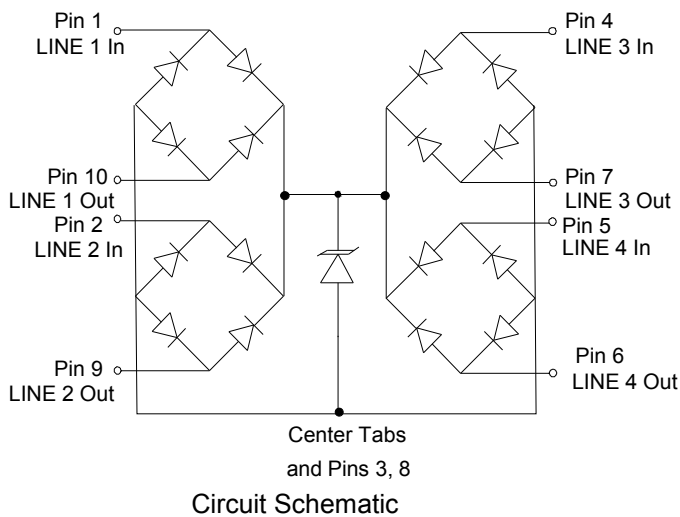 Pin 1
LINE 1 In
Pin 4
LINE 3 In
Pin 10
LINE 1 Out
Pin 7
LINE 3 Out
Pin 2
LINE 2 In
Pin 5
LINE 4 In
Pin 9
LINE 2 Out
Pin 6
LINE 4 Out
Center Tabs
and Pins 3, 8
Circuit Schematic